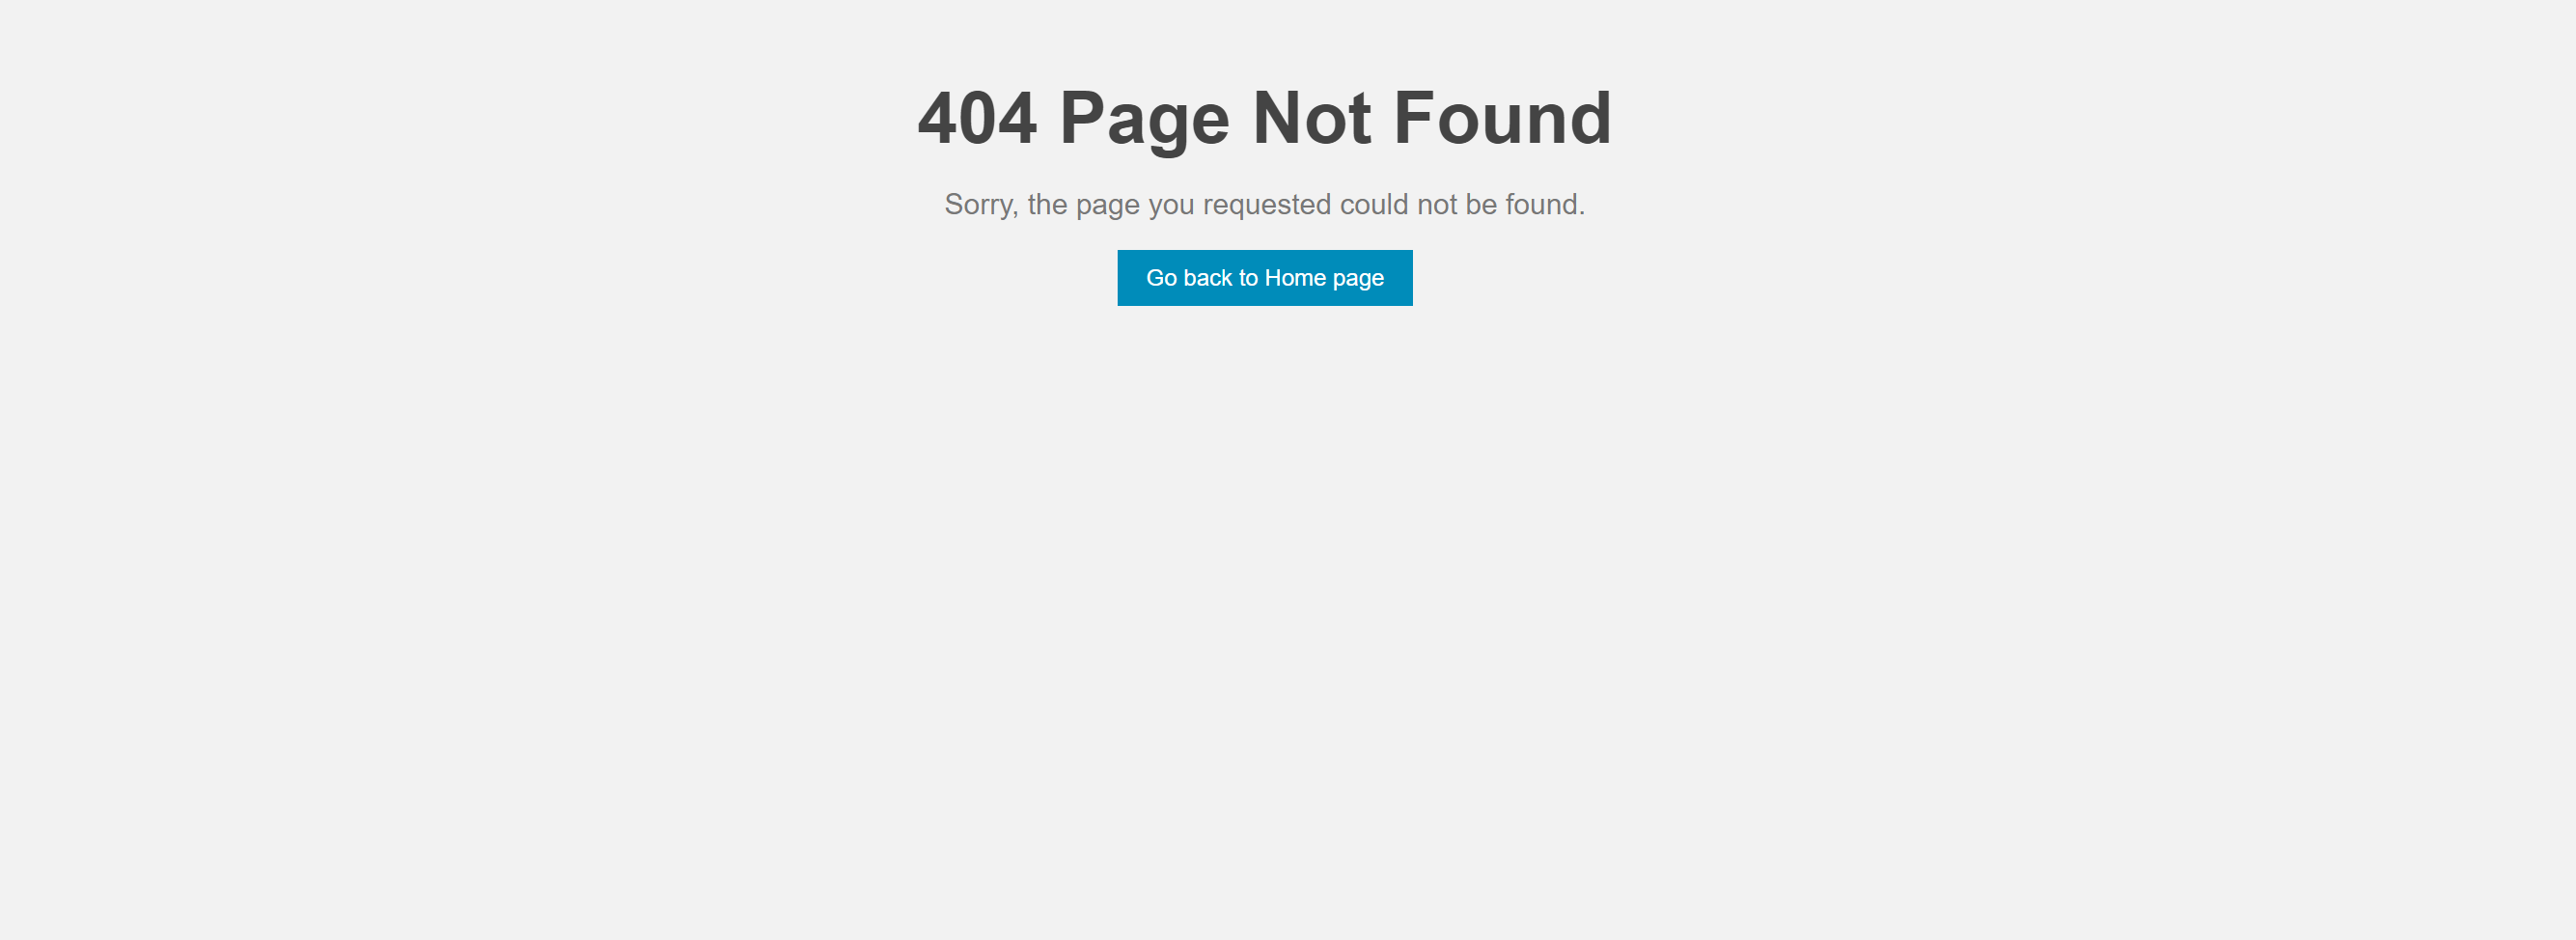 404 Page Not Found
Sorry, the page you requested could not be found.
Go back to Home page